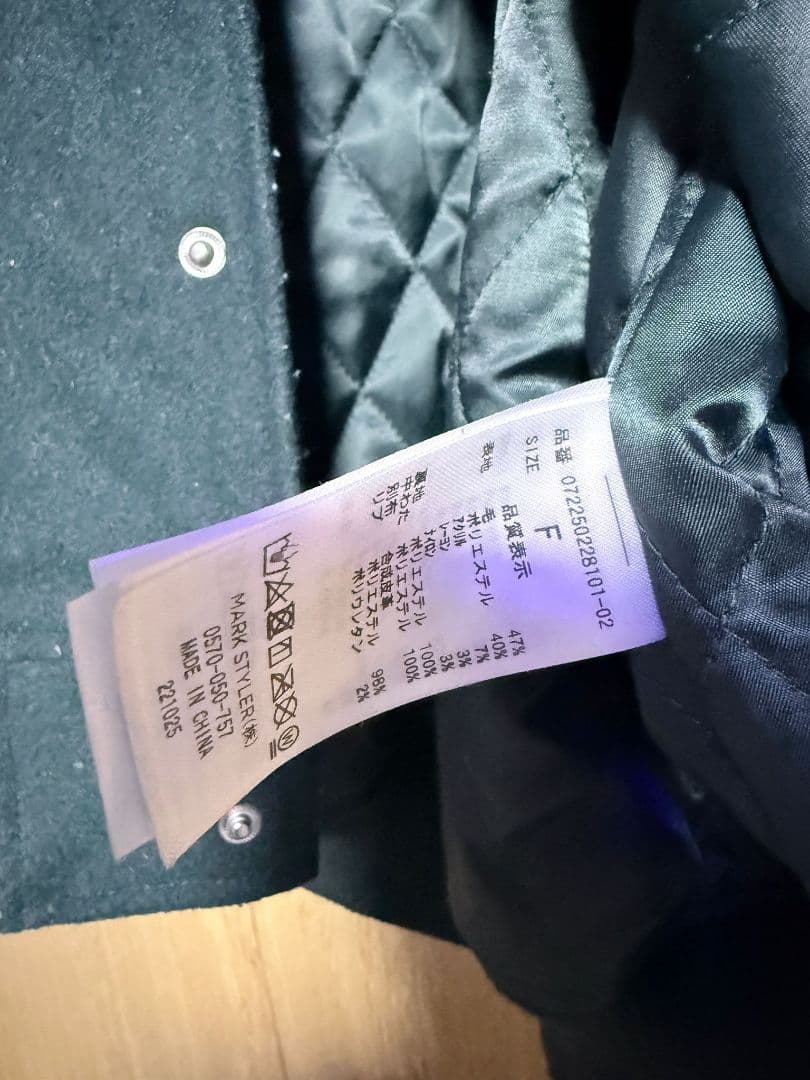 品番 072250228101-02
SIZE F
品質表示
表地 毛 47%
ポリエステル 40%
アクリル 7%
レーヨン 3%
ナイロン 3%
裏地 ポリエステル 100%
中わた ポリエステル 100%
別布 合成皮革
リブ ポリエステル 98%
ポリウレタン 2%
W
MARK STYLER(株)
0570-050-757
MADE IN CHINA
221025